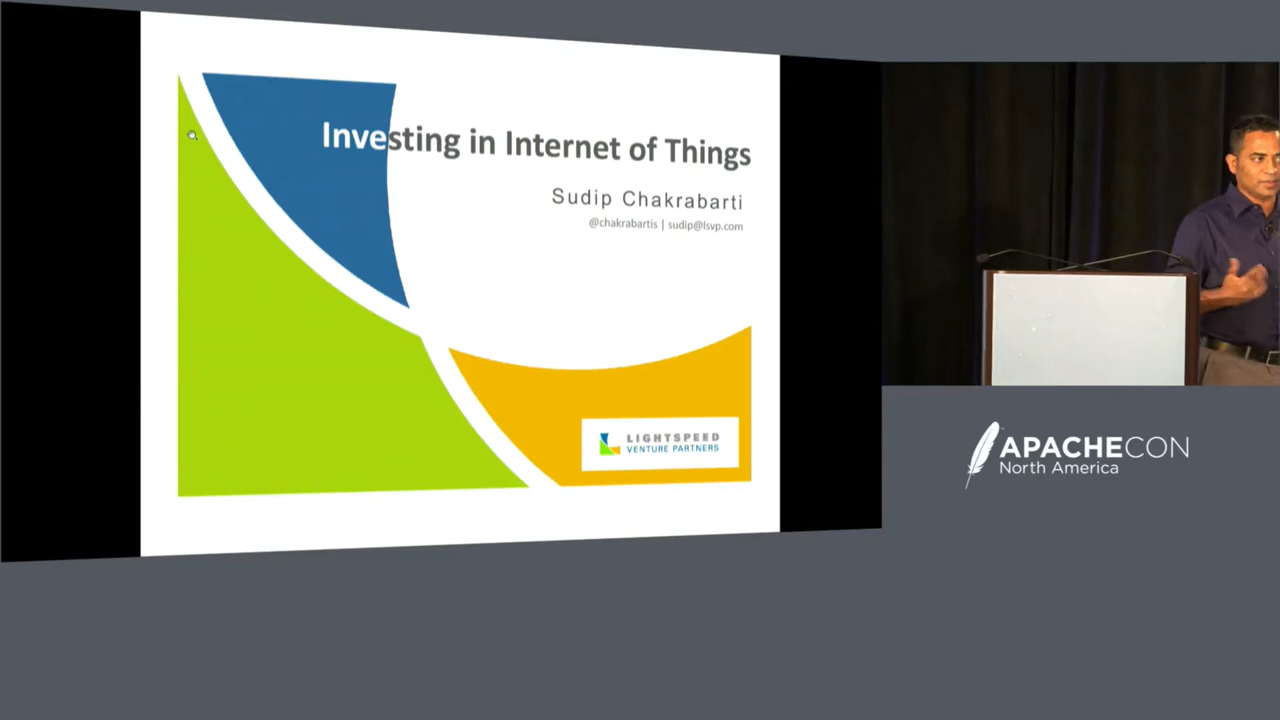 Investing in Internet of Things
Sudip Chakrabarti
@chakrabartis | sudip@lsvp.com
LIGHTSPEED
VENTURE PARTNERS
APACHECON
North America